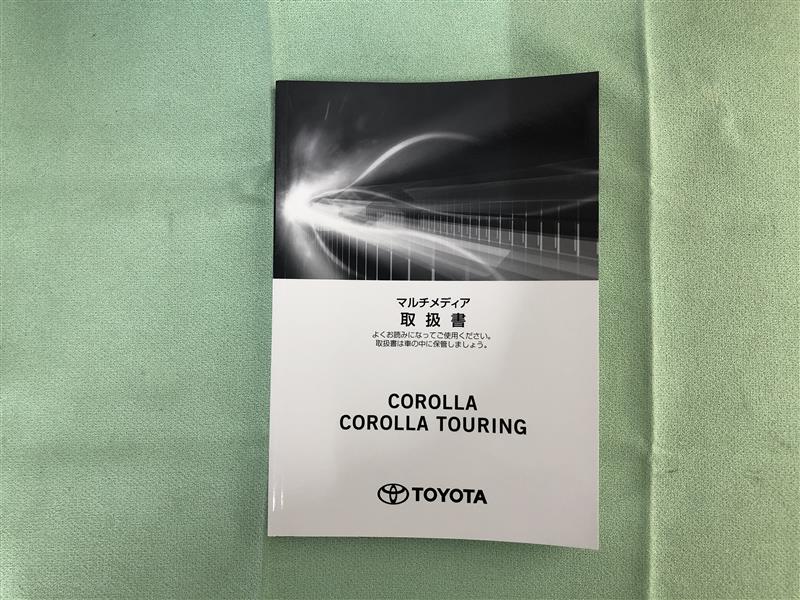 マルチメディア
取扱書
よくお読みになってご使用ください。
取扱書は車の中に保管しましょう。
COROLLA
COROLLA TOURING
TOYOTA